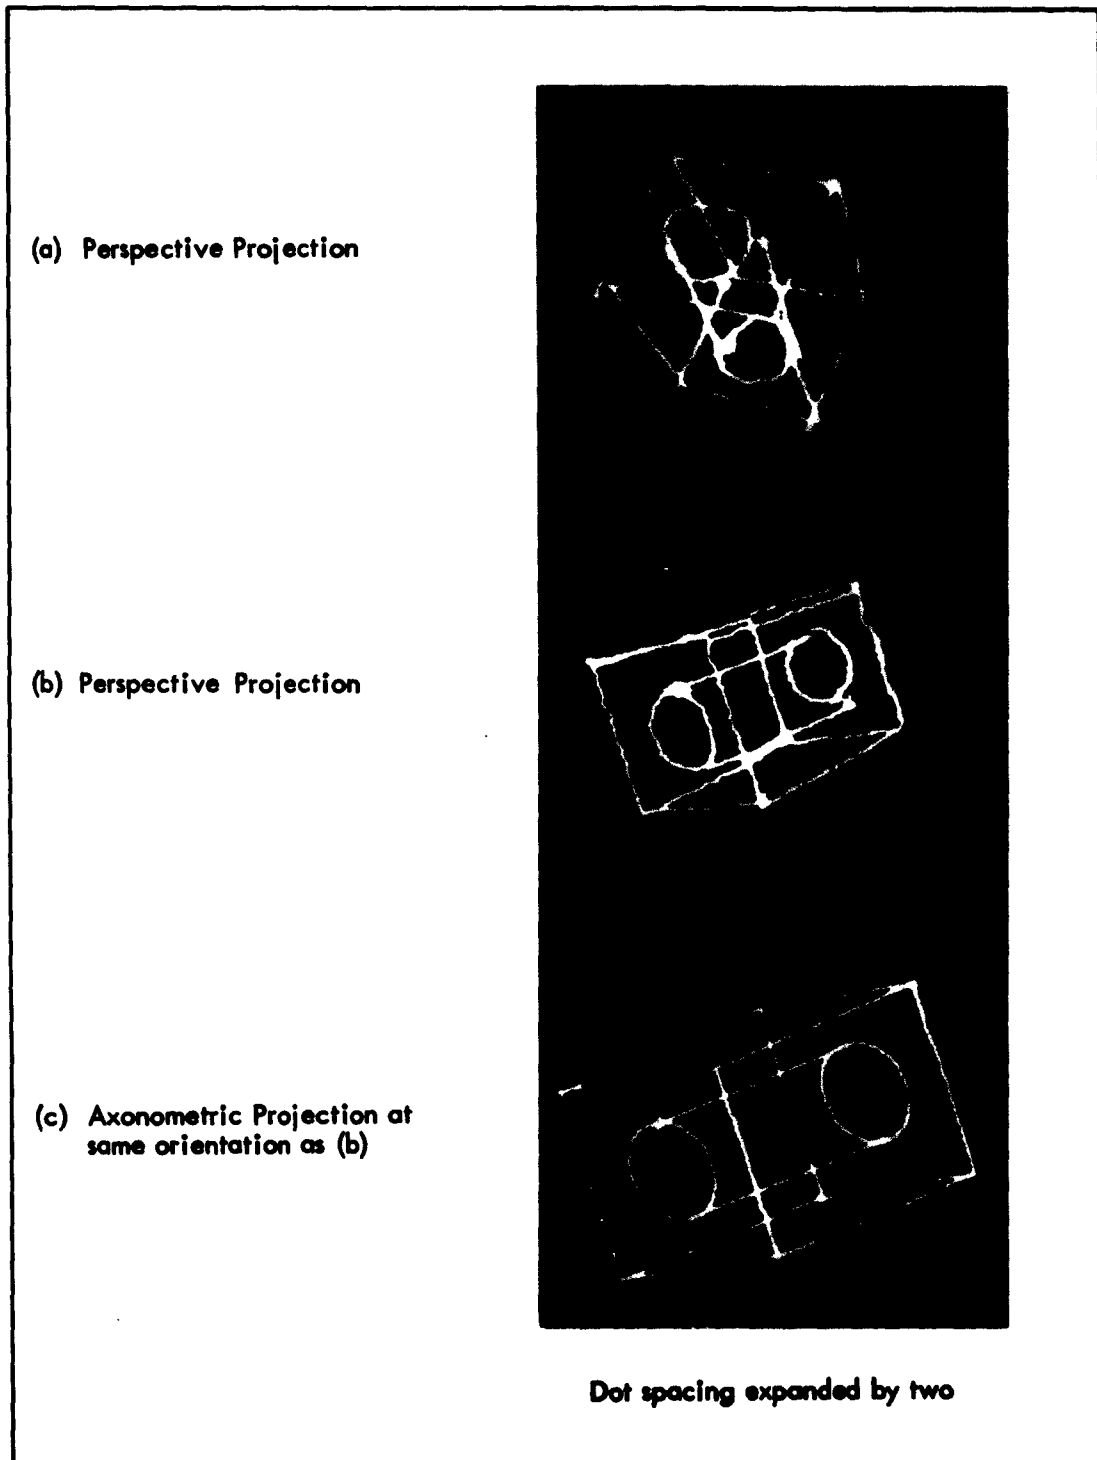 (a) Perspective Projection
(b) Perspective Projection
(c) Axonometric Projection at
same orientation as (b)
Dot spacing expanded by two